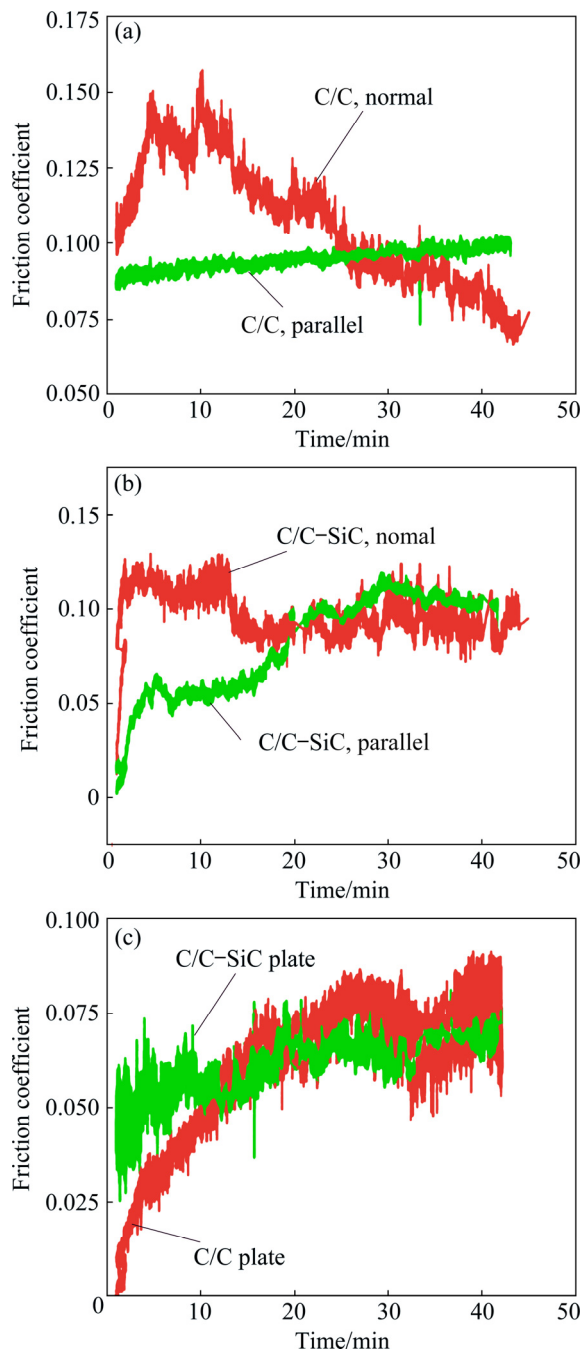 (a)
0.175
0.150
0.125
0.100
0.075
0.050
Friction coefficient
C/C, normal
C/C, parallel
0 10 20 30 40 50
Time/min
(b)
0.15
0.10
0.05
0
Friction coefficient
C/C−SiC, nomal
C/C−SiC, parallel
0 10 20 30 40 50
Time/min
(c)
0.100
0.075
0.050
0.025
0
Friction coefficient
C/C−SiC plate
C/C plate
10 20 30 40 50
Time/min